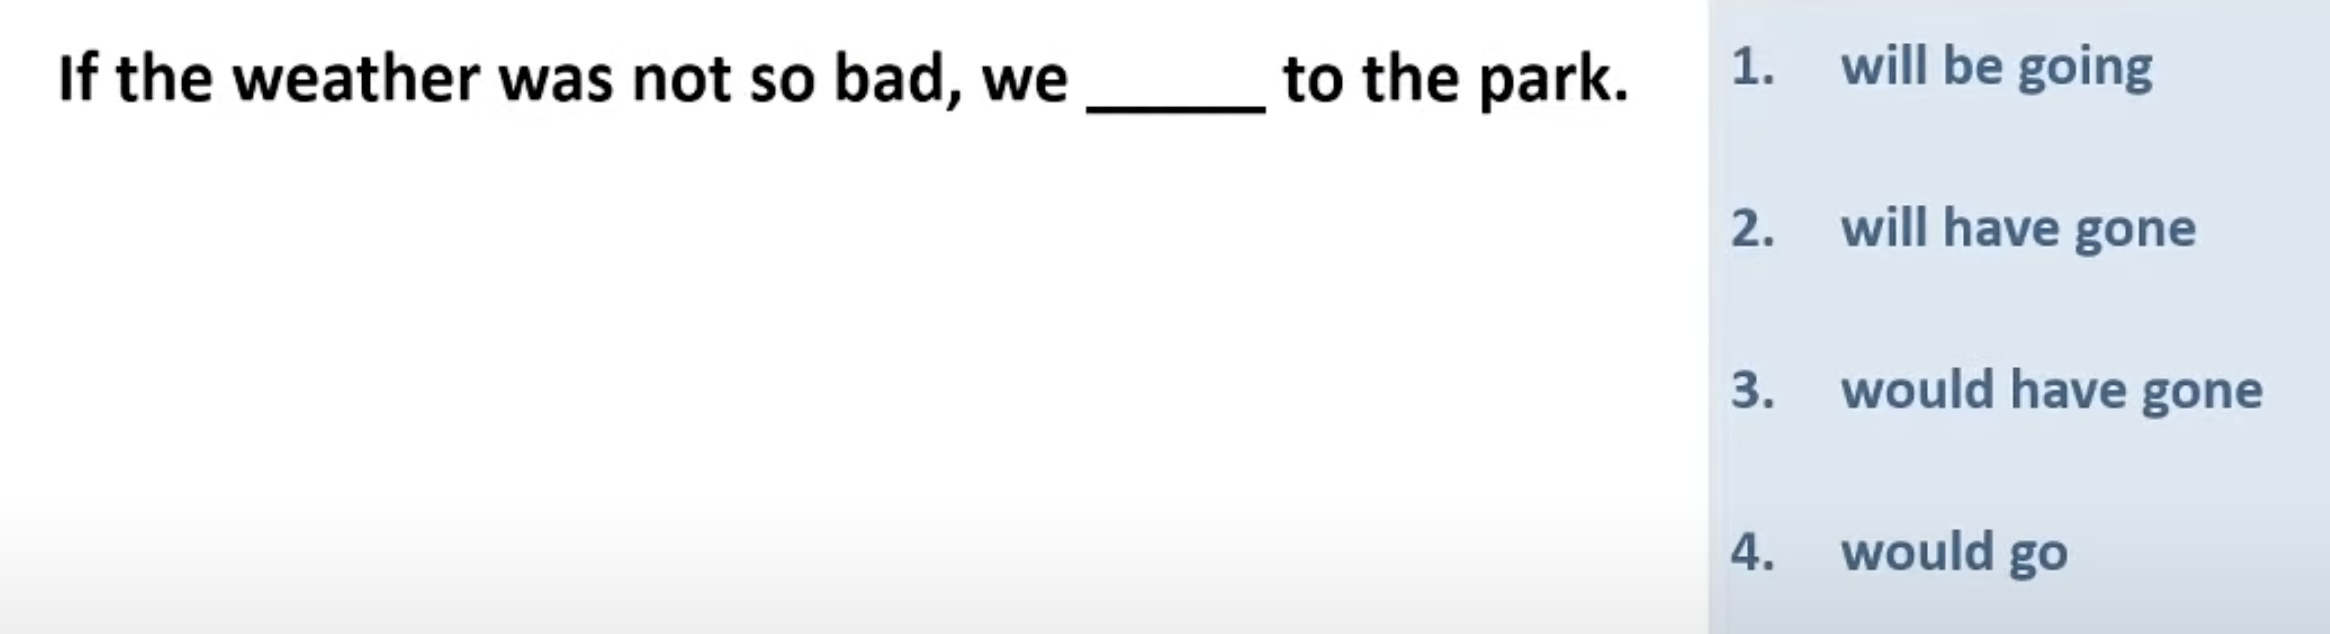 If the weather was not so bad, we _____ to the park.
1. will be going
2. will have gone
3. would have gone
4. would go